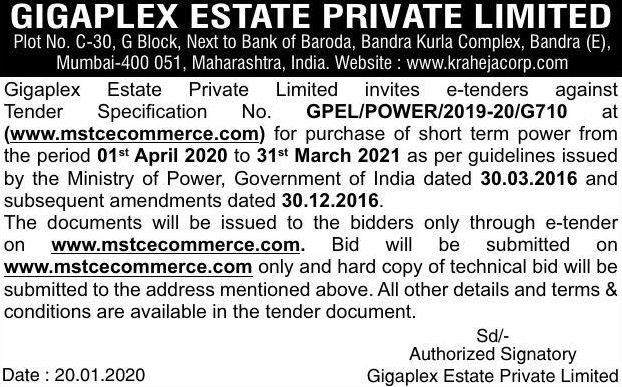 GIGAPLEX ESTATE PRIVATE LIMITED
Plot No. C-30, G Block, Next to Bank of Baroda, Bandra Kurla Complex, Bandra (E),
Mumbai-400 051, Maharashtra, India. Website : www.krahejacorp.com
Gigaplex Estate Private Limited invites e-tenders against
Tender Specification No. GPEL/POWER/2019-20/G710 at
(www.mstcecommerce.com) for purchase of short term power from
the period 01st April 2020 to 31st March 2021 as per guidelines issued
by the Ministry of Power, Government of India dated 30.03.2016 and
subsequent amendments dated 30.12.2016.
The documents will be issued to the bidders only through e-tender
on www.mstcecommerce.com. Bid will be submitted on
www.mstcecommerce.com only and hard copy of technical bid will be
submitted to the address mentioned above. All other details and terms &
conditions are available in the tender document.
Sd/-
Authorized Signatory
Date : 20.01.2020 Gigaplex Estate Private Limited